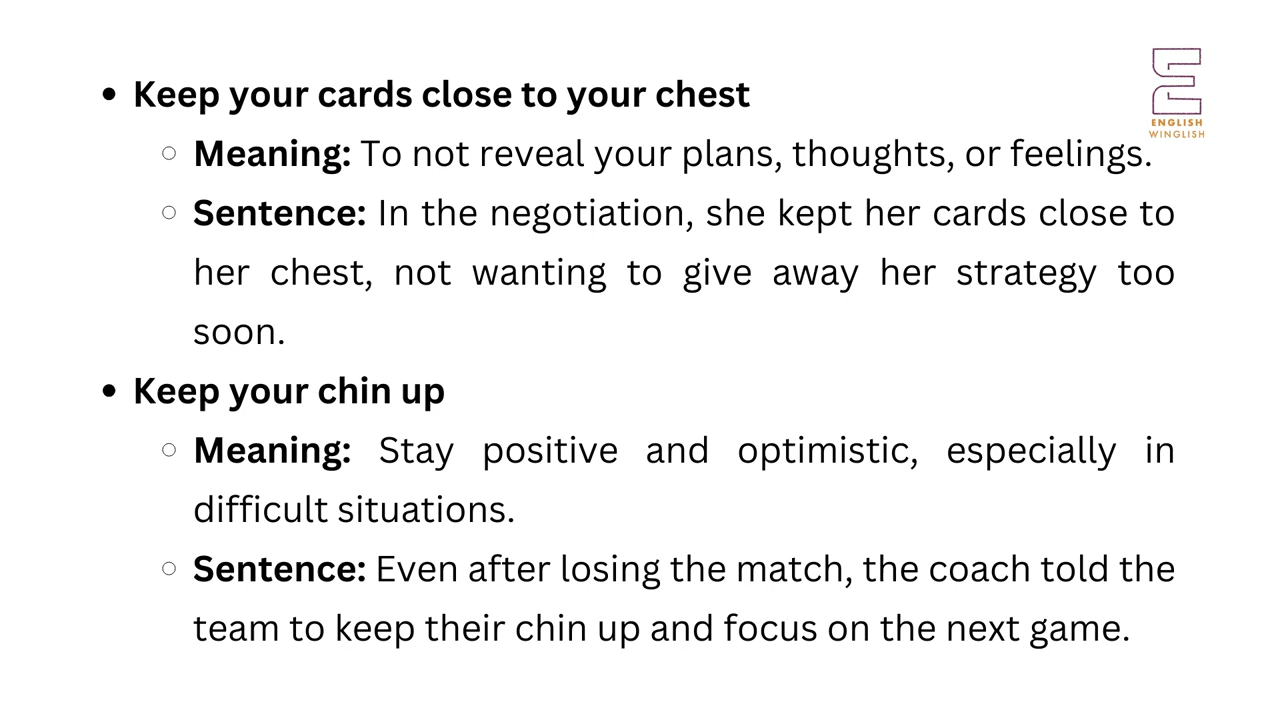 • Keep your cards close to your chest
ENGLISH
WINGLISH
○ Meaning: To not reveal your plans, thoughts, or feelings.
○ Sentence: In the negotiation, she kept her cards close to
her chest, not wanting to give away her strategy too
soon.
• Keep your chin up
○ Meaning: Stay positive and optimistic, especially in
difficult situations.
○ Sentence: Even after losing the match, the coach told the
team to keep their chin up and focus on the next game.